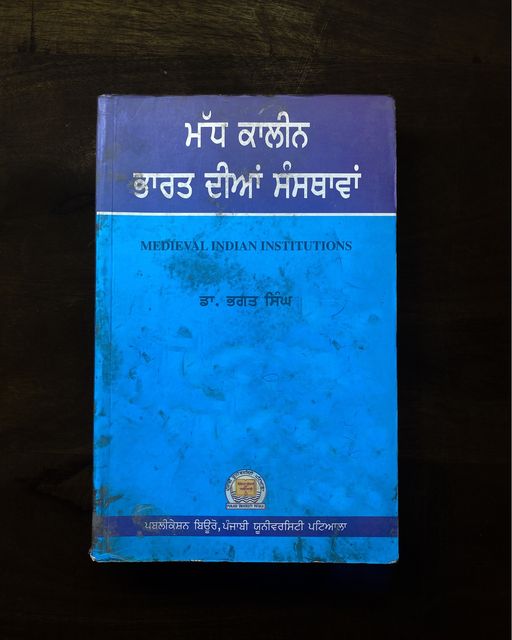 ਮੱਧ ਕਾਲੀਨ
ਭਾਰਤ ਦੀਆਂ ਸੰਸਥਾਵਾਂ
MEDIEVAL INDIAN INSTITUTIONS
ਡਾ. ਭਗਤ ਸਿੰਘ
ਪਬਲੀਕੇਸ਼ਨ ਬਿਊਰੋ, ਪੰਜਾਬੀ ਯੂਨੀਵਰਸਿਟੀ ਪਟਿਆਲਾ